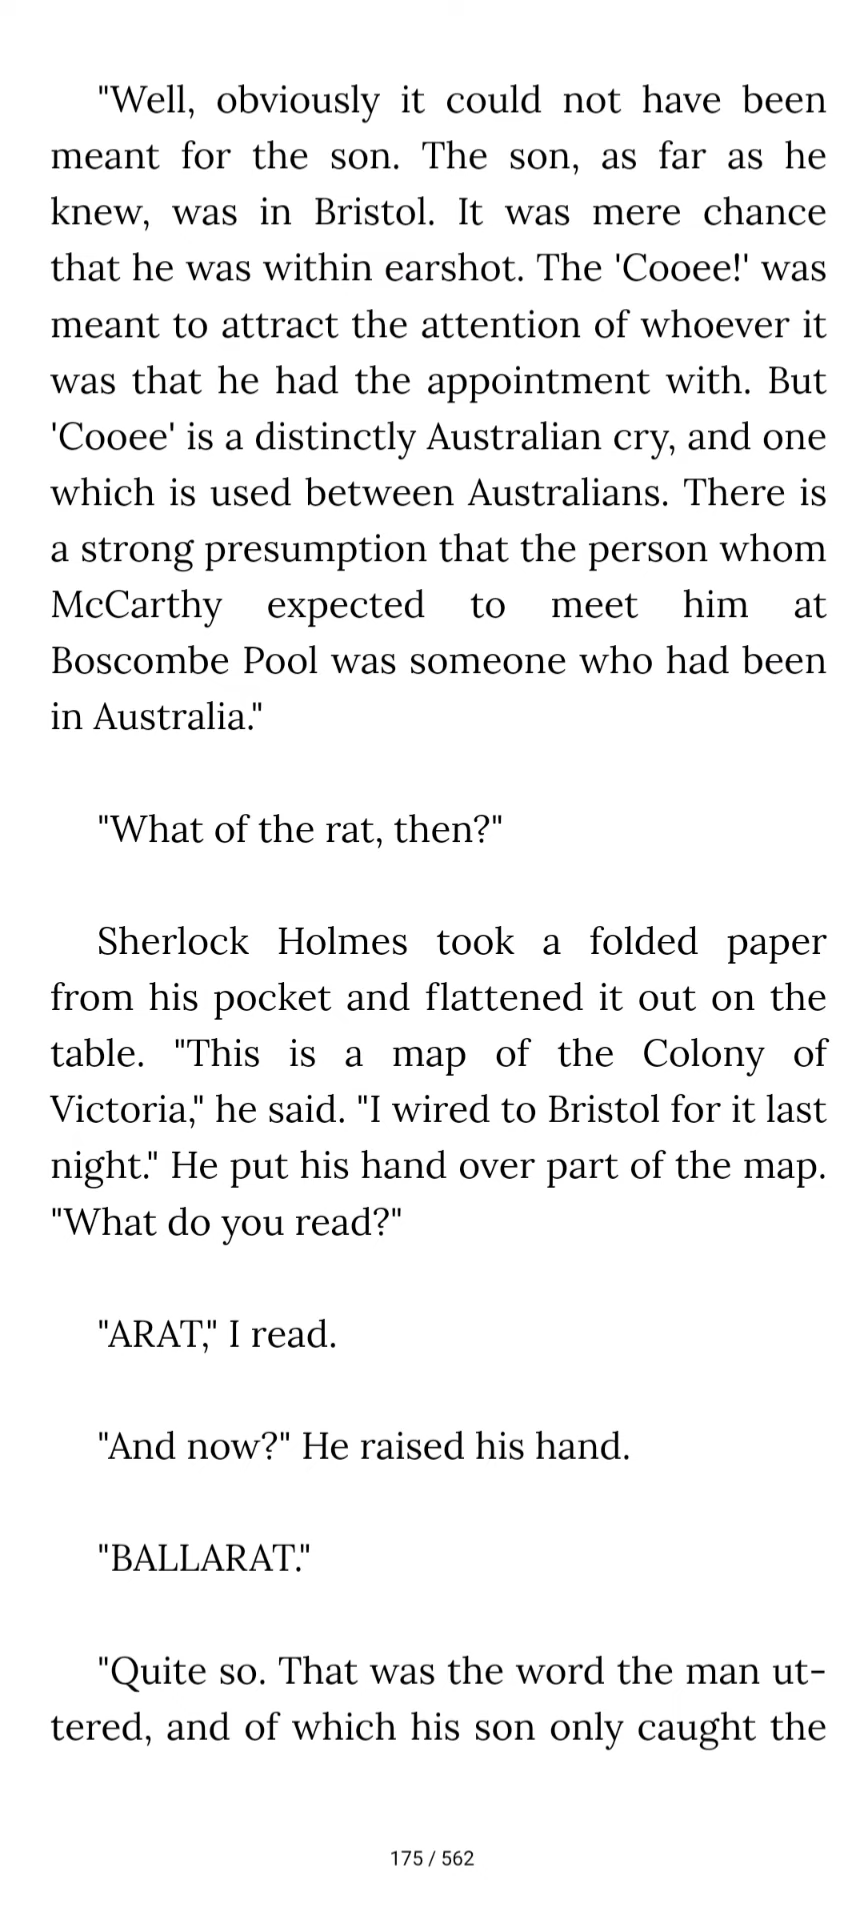 "Well, obviously it could not have been
meant for the son. The son, as far as he
knew, was in Bristol. It was mere chance
that he was within earshot. The 'Cooee!' was
meant to attract the attention of whoever it
was that he had the appointment with. But
'Cooee' is a distinctly Australian cry, and one
which is used between Australians. There is
a strong presumption that the person whom
McCarthy expected to meet him at
Boscombe Pool was someone who had been
in Australia."
"What of the rat, then?"
Sherlock Holmes took a folded paper
from his pocket and flattened it out on the
table. "This is a map of the Colony of
Victoria," he said. "I wired to Bristol for it last
night." He put his hand over part of the map.
"What do you read?"
"ARAT," I read.
"And now?" He raised his hand.
"BALLARAT."
"Quite so. That was the word the man ut-
tered, and of which his son only caught the
175 / 562